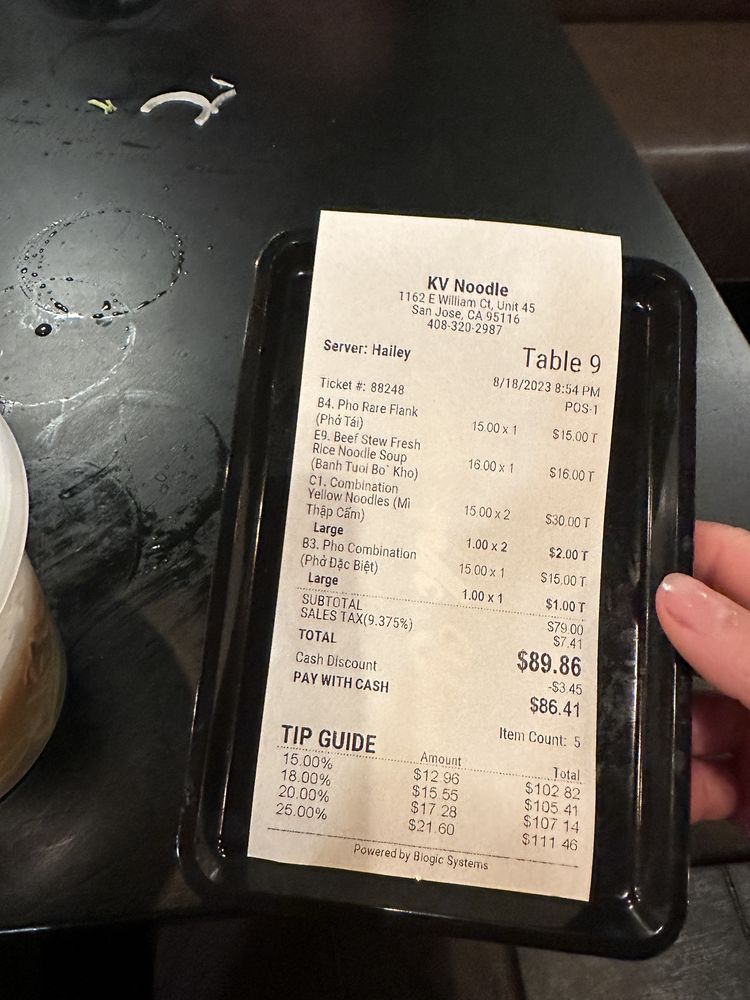 KV Noodle
1162 E William Ct, Unit 45
San Jose, CA 95116
408-320-2987
Server: Hailey
Table 9
Ticket #: 88248
8/18/2023 8:54 PM
POS-1
B4. Pho Rare Flank
(Phở Tái)
15.00 x 1 $15.00 T
E9. Beef Stew Fresh
Rice Noodle Soup
(Banh Tuoi Bo` Kho)
16.00 x 1 $16.00 T
C1. Combination
Yellow Noodles (Mì
Thập Cẩm)
15.00 x 2 $30.00 T
Large 1.00 x 2 $2.00 T
B3. Pho Combination
(Phở Đặc Biệt)
15.00 x 1 $15.00 T
Large 1.00 x 1 $1.00 T
SUBTOTAL $79.00
SALES TAX(9.375%) $7.41
TOTAL $89.86
Cash Discount -$3.45
PAY WITH CASH $86.41
Item Count: 5
TIP GUIDE
Amount Total
15.00% $12.96 $102.82
18.00% $15.55 $105.41
20.00% $17.28 $107.14
25.00% $21.60 $111.46
Powered by Blogic Systems